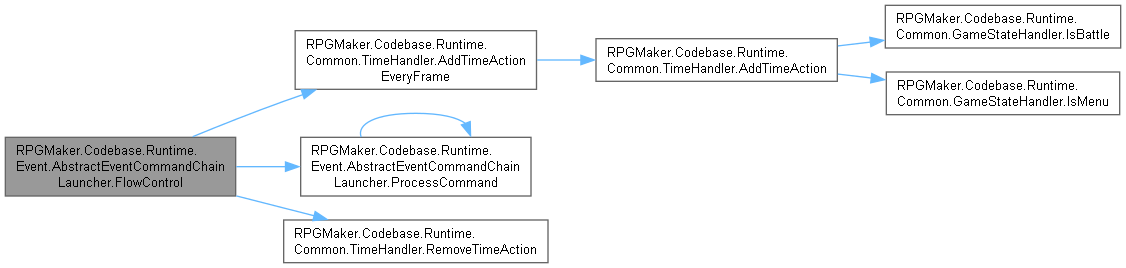 RPGMaker.Codebase.Runtime.
Event.AbstractEventCommandChain
Launcher.FlowControl
RPGMaker.Codebase.Runtime.
Common.TimeHandler.AddTimeAction
EveryFrame
RPGMaker.Codebase.Runtime.
Common.TimeHandler.AddTimeAction
RPGMaker.Codebase.Runtime.
Common.GameStateHandler.IsBattle
RPGMaker.Codebase.Runtime.
Common.GameStateHandler.IsMenu
RPGMaker.Codebase.Runtime.
Event.AbstractEventCommandChain
Launcher.ProcessCommand
RPGMaker.Codebase.Runtime.
Common.TimeHandler.RemoveTimeAction